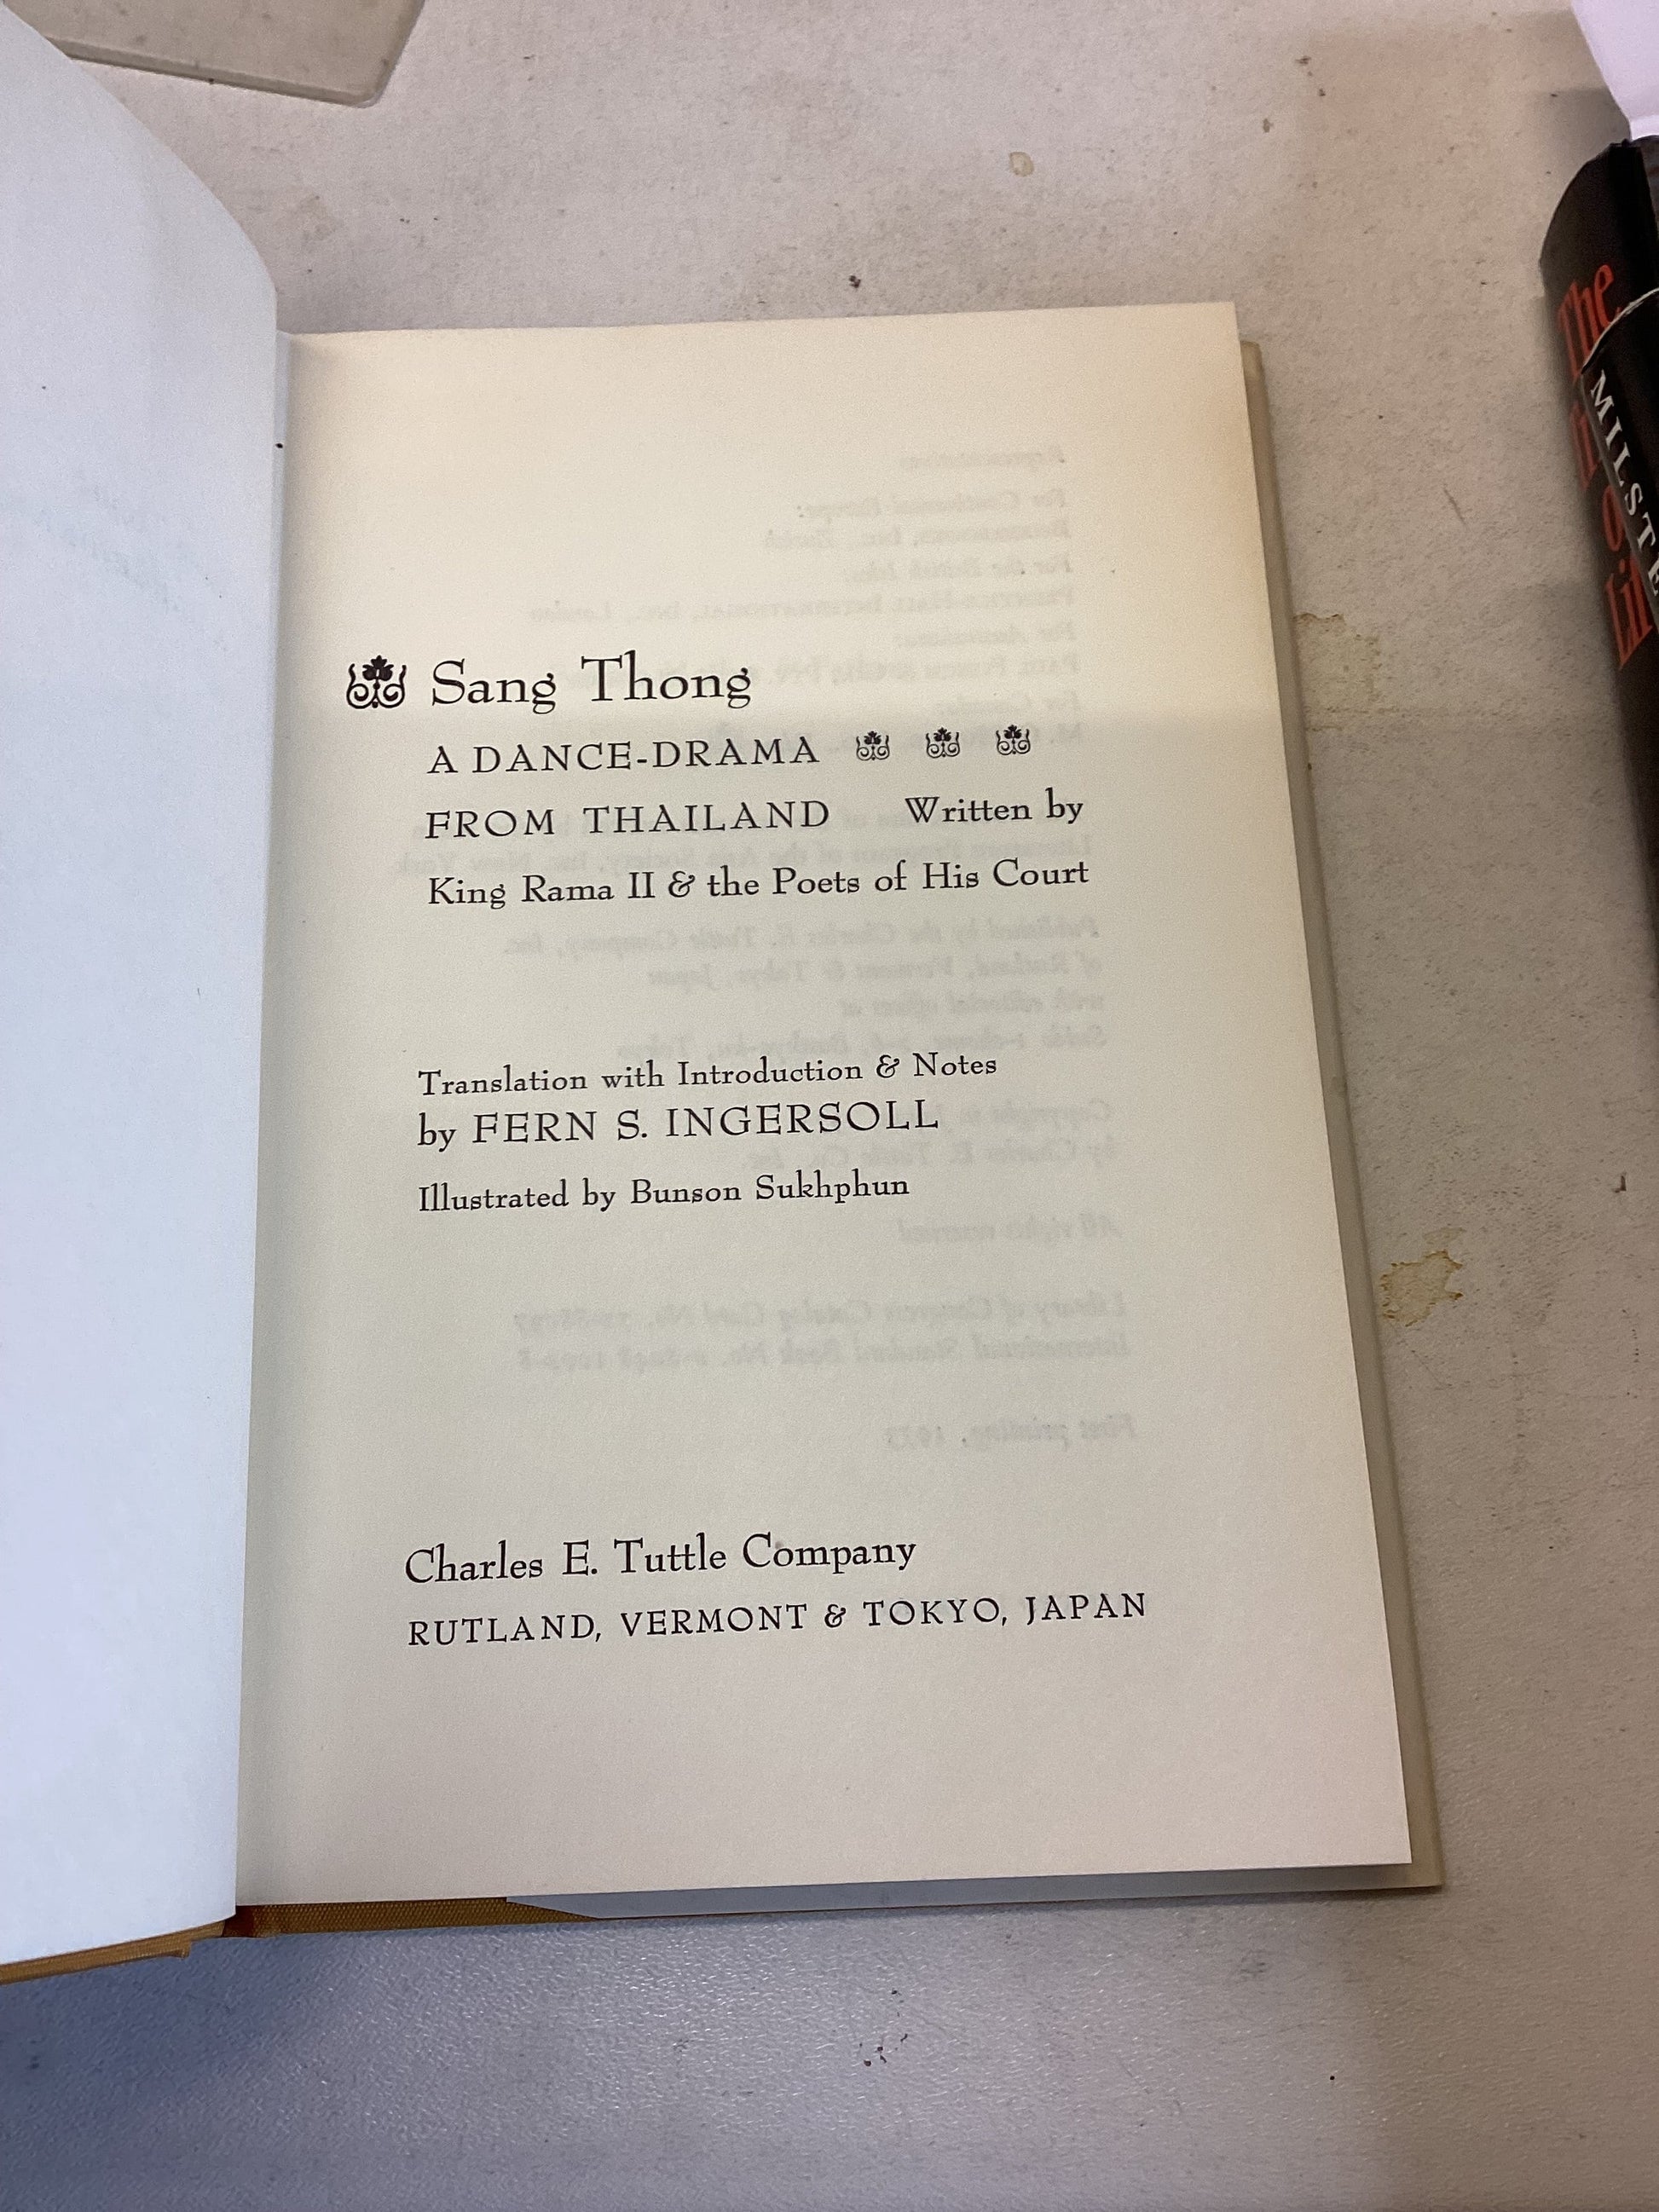 Sang Thong
A DANCE-DRAMA
FROM THAILAND Written by
King Rama II & the Poets of His Court
Translation with Introduction & Notes
by FERN S. INGERSOLL
Illustrated by Bunson Sukhphun
Charles E. Tuttle Company
RUTLAND, VERMONT & TOKYO, JAPAN
The